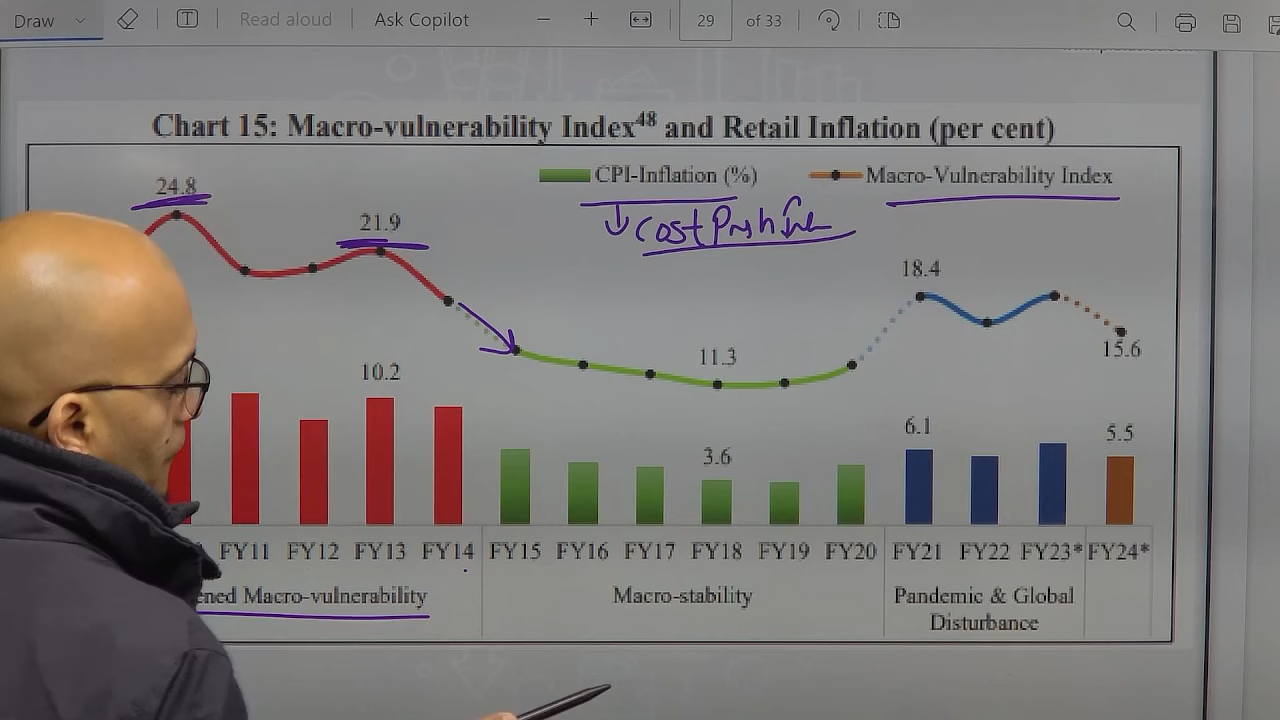 Draw
T
Read aloud
Ask Copilot
29
of 33
Chart 15: Macro-vulnerability Index48 and Retail Inflation (per cent)
CPI-Inflation (%)
Macro-Vulnerability Index
Cost Push
24.8
21.9
18.4
11.3
15.6
10.2
6.1
5.5
3.6
FY11 FY12 FY13 FY14 FY15 FY16 FY17 FY18 FY19 FY20 FY21 FY22 FY23* FY24*
Macro-vulnerability
Macro-stability
Pandemic & Global
Disturbance